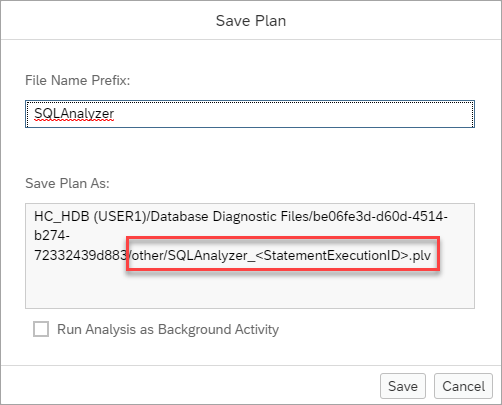 Save Plan
File Name Prefix:
SQLAnalyzer
Save Plan As:
HC_HDB (USER1)/Database Diagnostic Files/be06fe3d-d60d-4514-
b274-
72332439d883/other/SQLAnalyzer_<StatementExecutionID>.plv
Run Analysis as Background Activity
Save Cancel